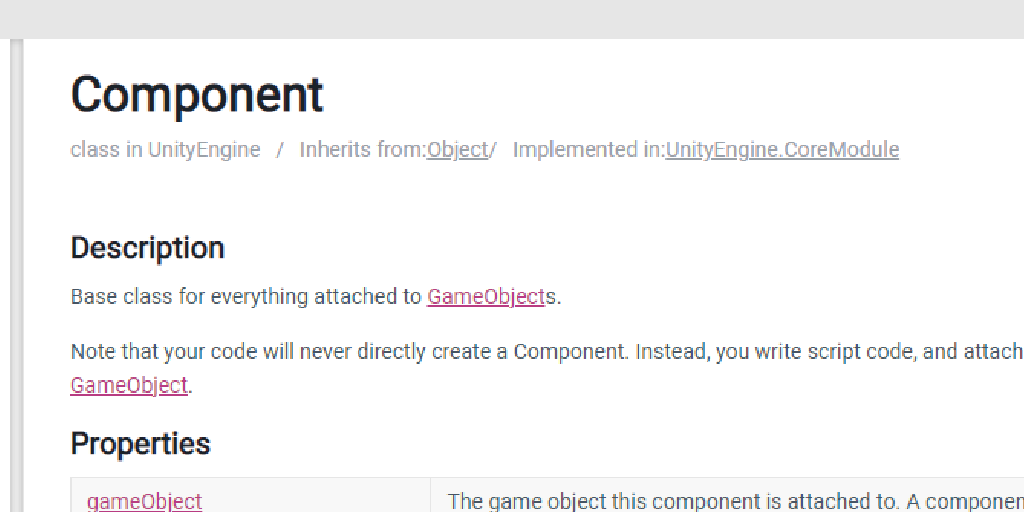 Component
class in UnityEngine / Inherits from:Object/ Implemented in:UnityEngine.CoreModule
Description
Base class for everything attached to GameObjects.
Note that your code will never directly create a Component. Instead, you write script code, and attach
GameObject.
Properties
gameObject The game object this component is attached to. A componen